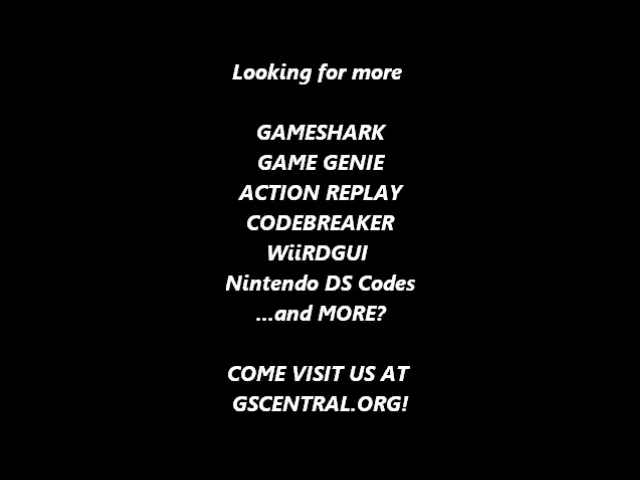 Looking for more
GAMESHARK
GAME GENIE
ACTION REPLAY
CODEBREAKER
WiiRDGUI
Nintendo DS Codes
...and MORE?
COME VISIT US AT
GSCENTRAL.ORG!